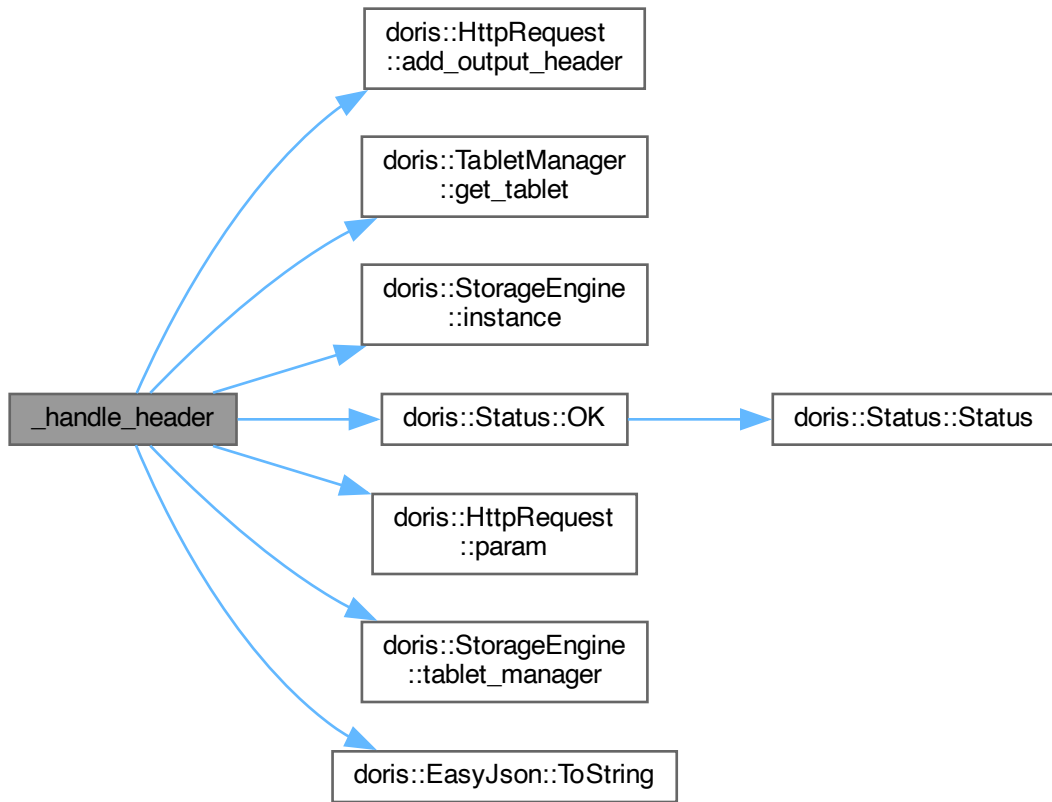 doris::HttpRequest
::add_output_header
doris::TabletManager
::get_tablet
doris::StorageEngine
::instance
_handle_header
doris::Status::OK
doris::Status::Status
doris::HttpRequest
::param
doris::StorageEngine
::tablet_manager
doris::EasyJson::ToString